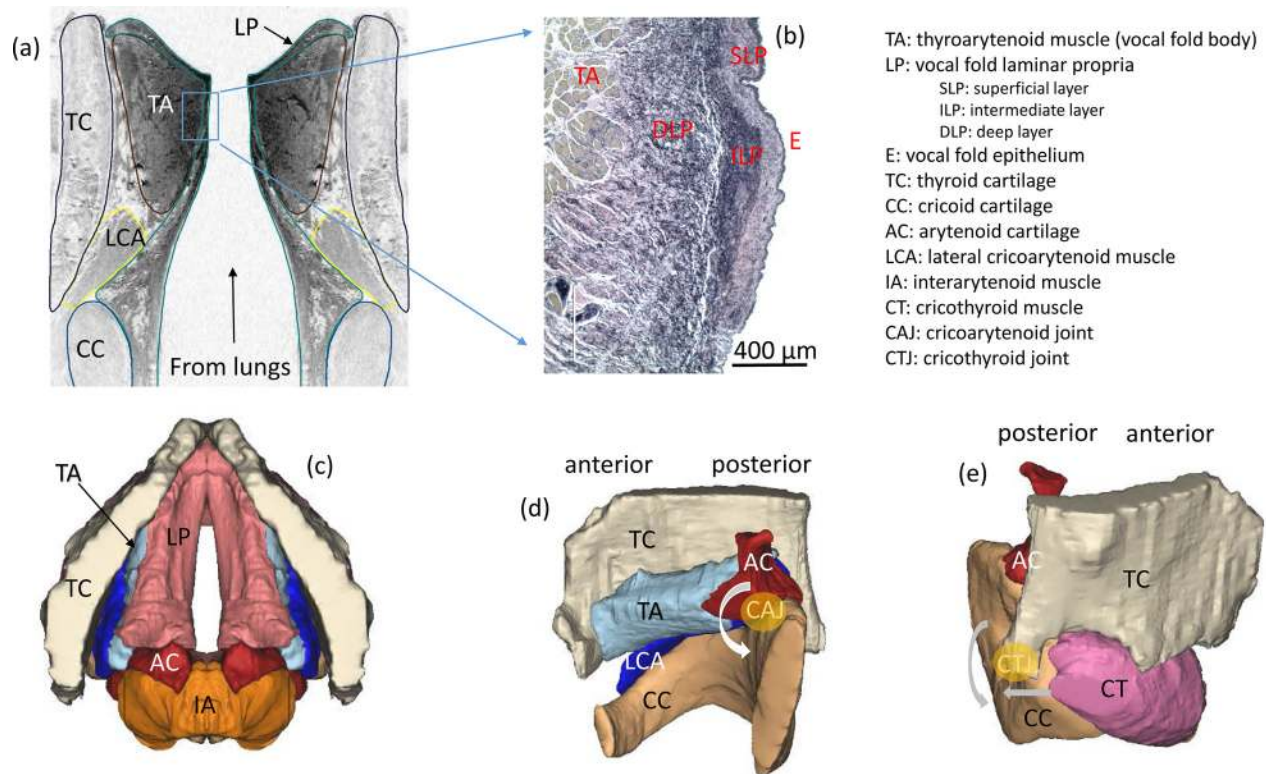 (a)
LP
TA
TC
LCA
CC
From lungs
(b)
SLP
TA
DLP
ILP
E
400 μm
TA: thyroarytenoid muscle (vocal fold body)
LP: vocal fold laminar propria
SLP: superficial layer
ILP: intermediate layer
DLP: deep layer
E: vocal fold epithelium
TC: thyroid cartilage
CC: cricoid cartilage
AC: arytenoid cartilage
LCA: lateral cricoarytenoid muscle
IA: interarytenoid muscle
CT: cricothyroid muscle
CAJ: cricoarytenoid joint
CTJ: cricothyroid joint
(c)
TA
LP
TC
AC
IA
anterior posterior
(d)
TC
AC
TA
CAJ
LCA
CC
posterior anterior
(e)
AC
TC
CTJ
CT
CC